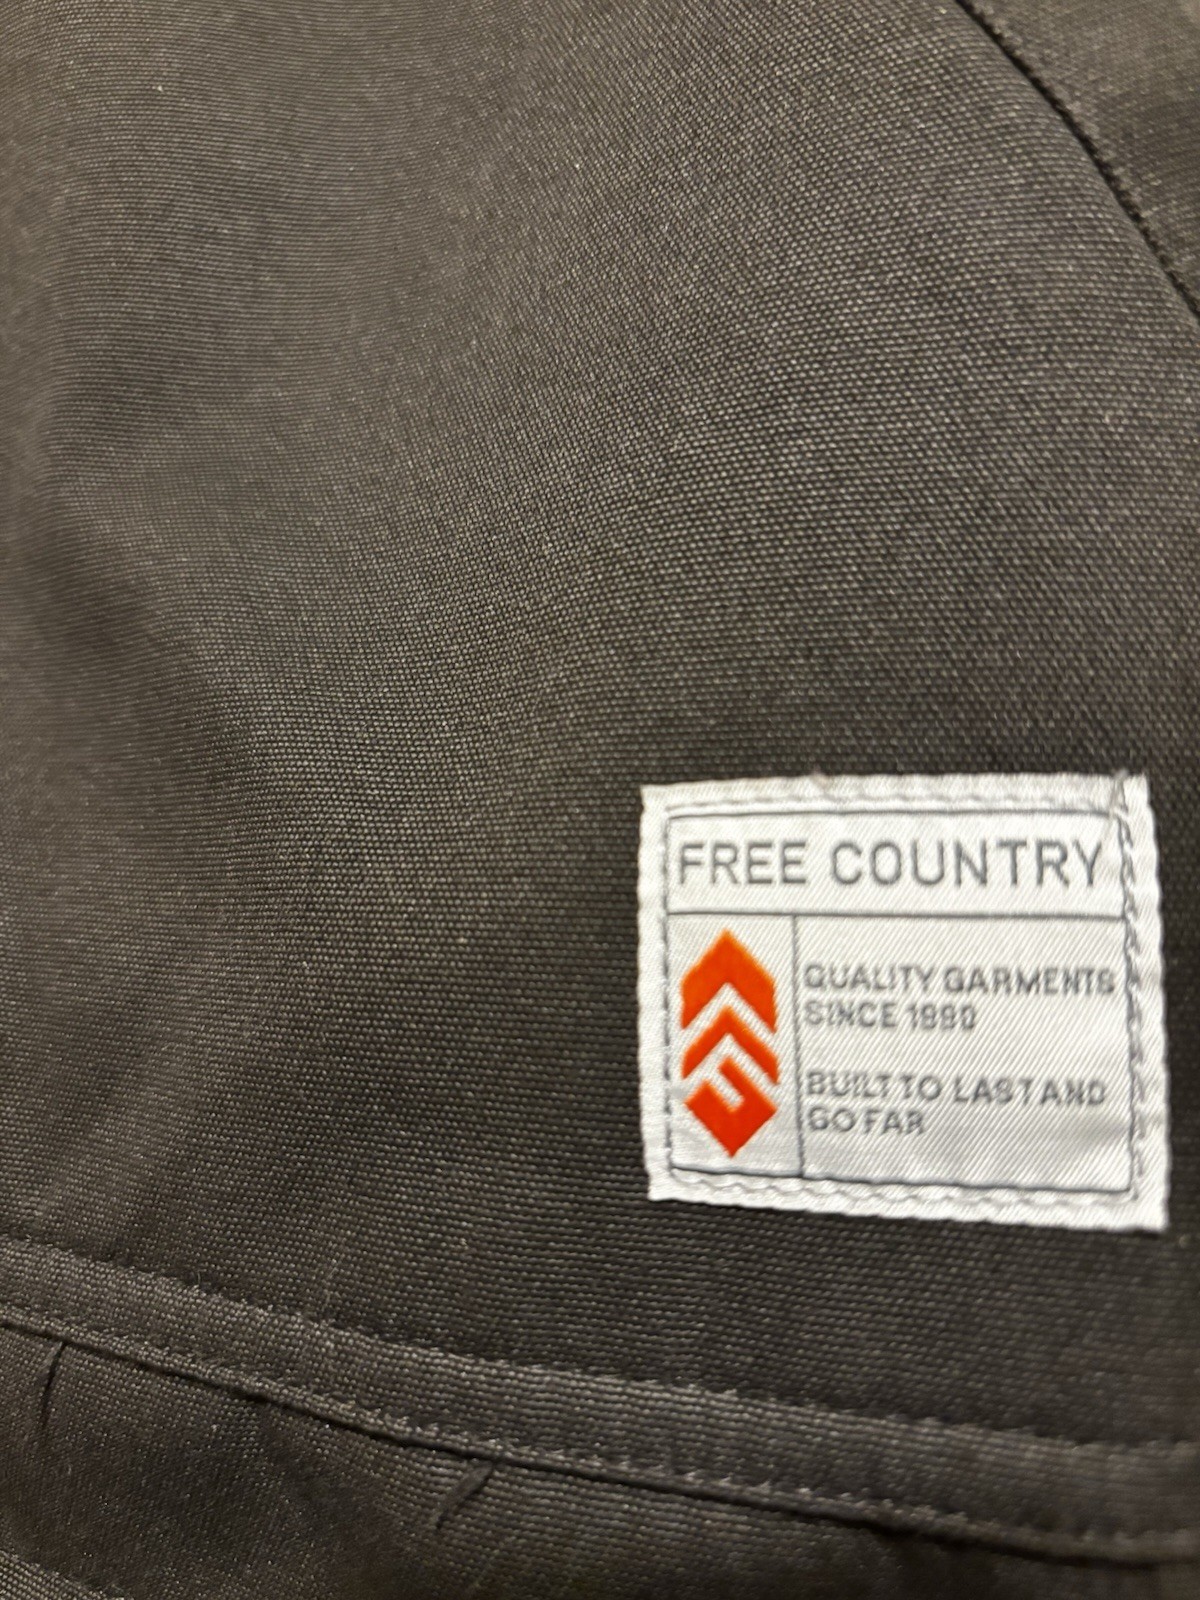 FREE COUNTRY
QUALITY GARMENTS
SINCE 1990
BUILT TO LAST AND
GO FAR